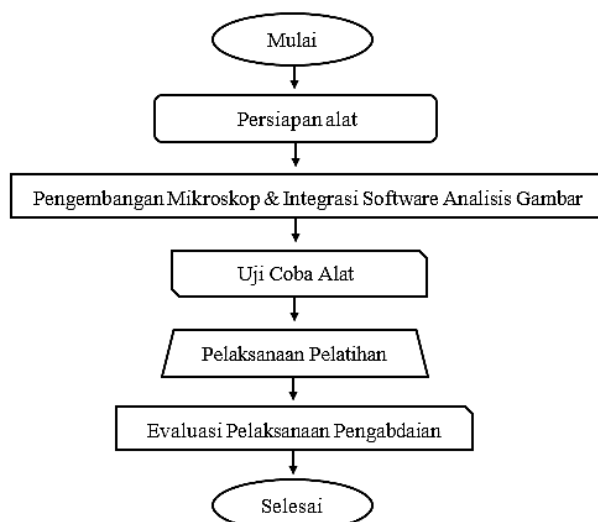 Mulai
Persiapan alat
Pengembangan Mikroskop & Integrasi Software Analisis Gambar
Uji Coba Alat
Pelaksanaan Pelatihan
Evaluasi Pelaksanaan Pengabdaian
Selesai